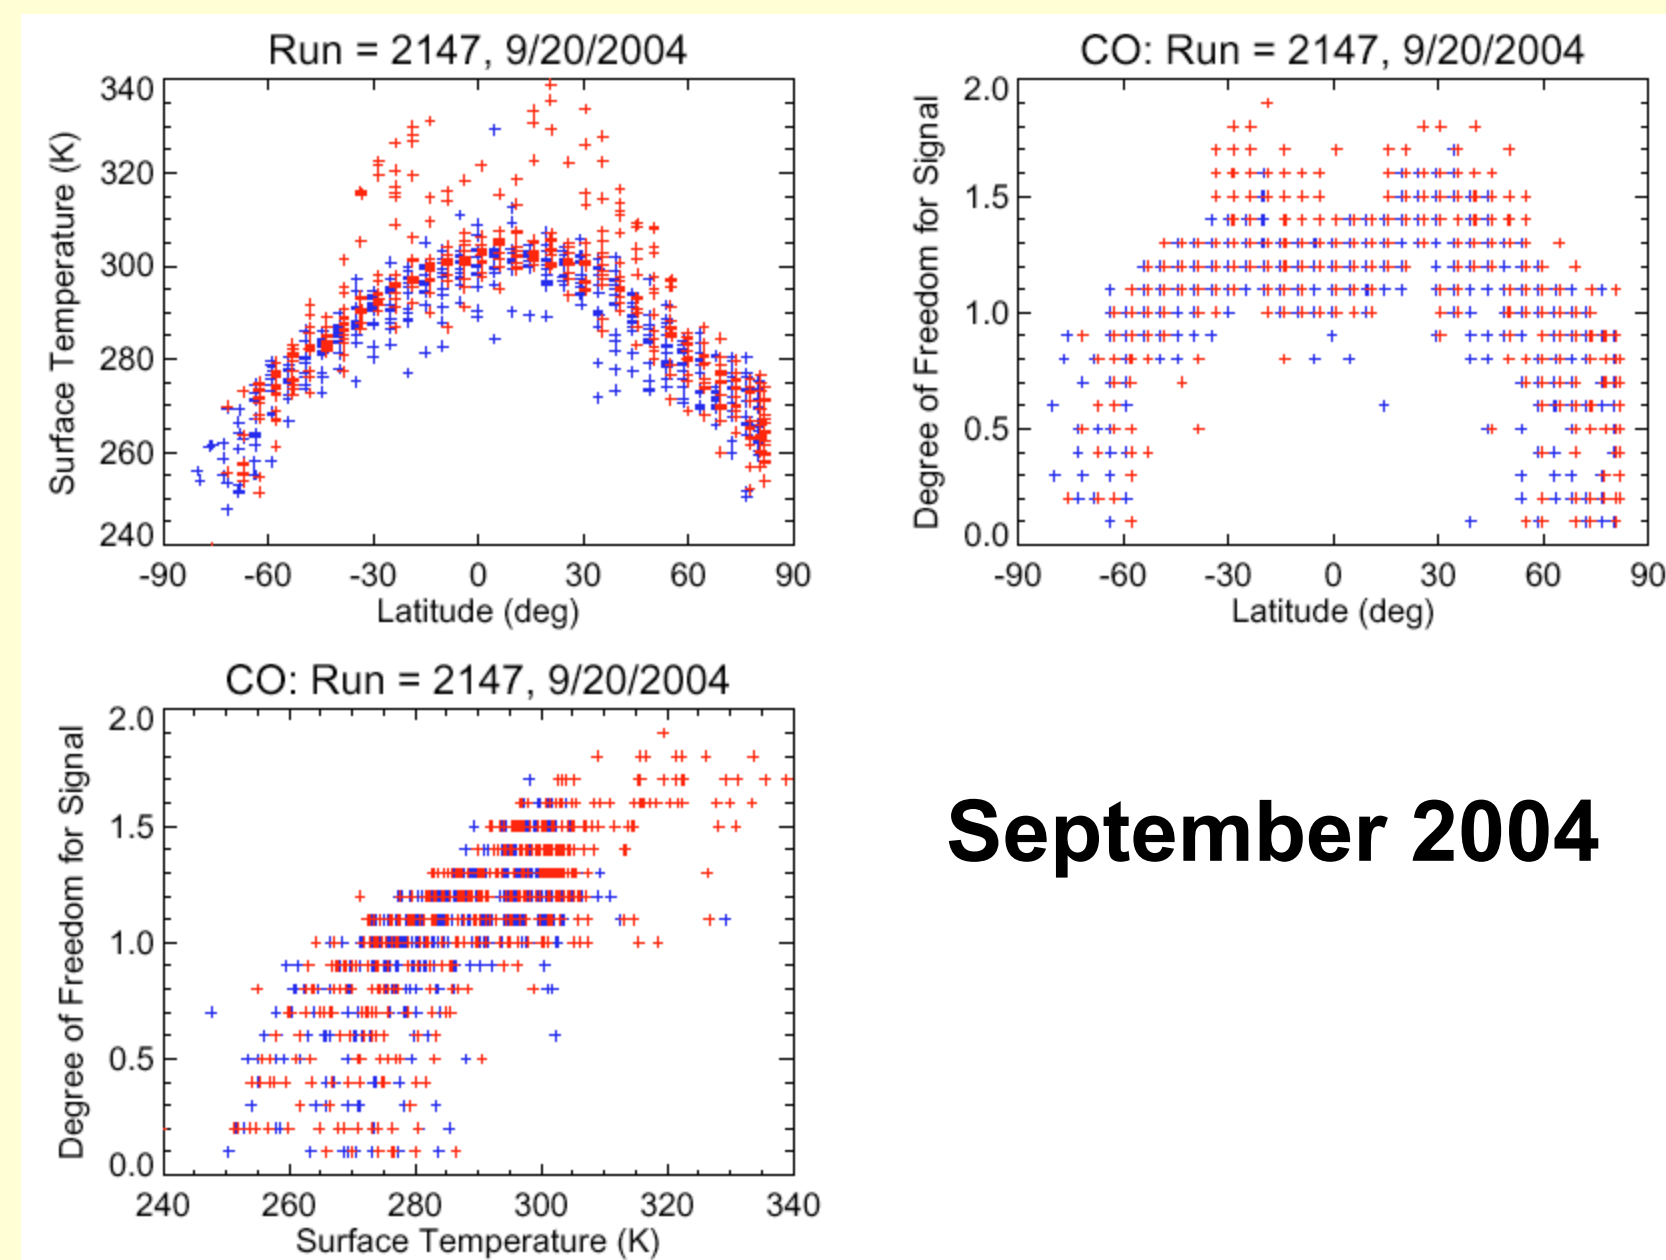 Run = 2147, 9/20/2004
340
320
300
280
260
240
Surface Temperature (K)
-90 -60 -30 0 30 60 90
Latitude (deg)
CO: Run = 2147, 9/20/2004
2.0
1.5
1.0
0.5
0.0
Degree of Freedom for Signal
-90 -60 -30 0 30 60 90
Latitude (deg)
CO: Run = 2147, 9/20/2004
2.0
1.5
1.0
0.5
0.0
Degree of Freedom for Signal
240 260 280 300 320 340
Surface Temperature (K)
September 2004